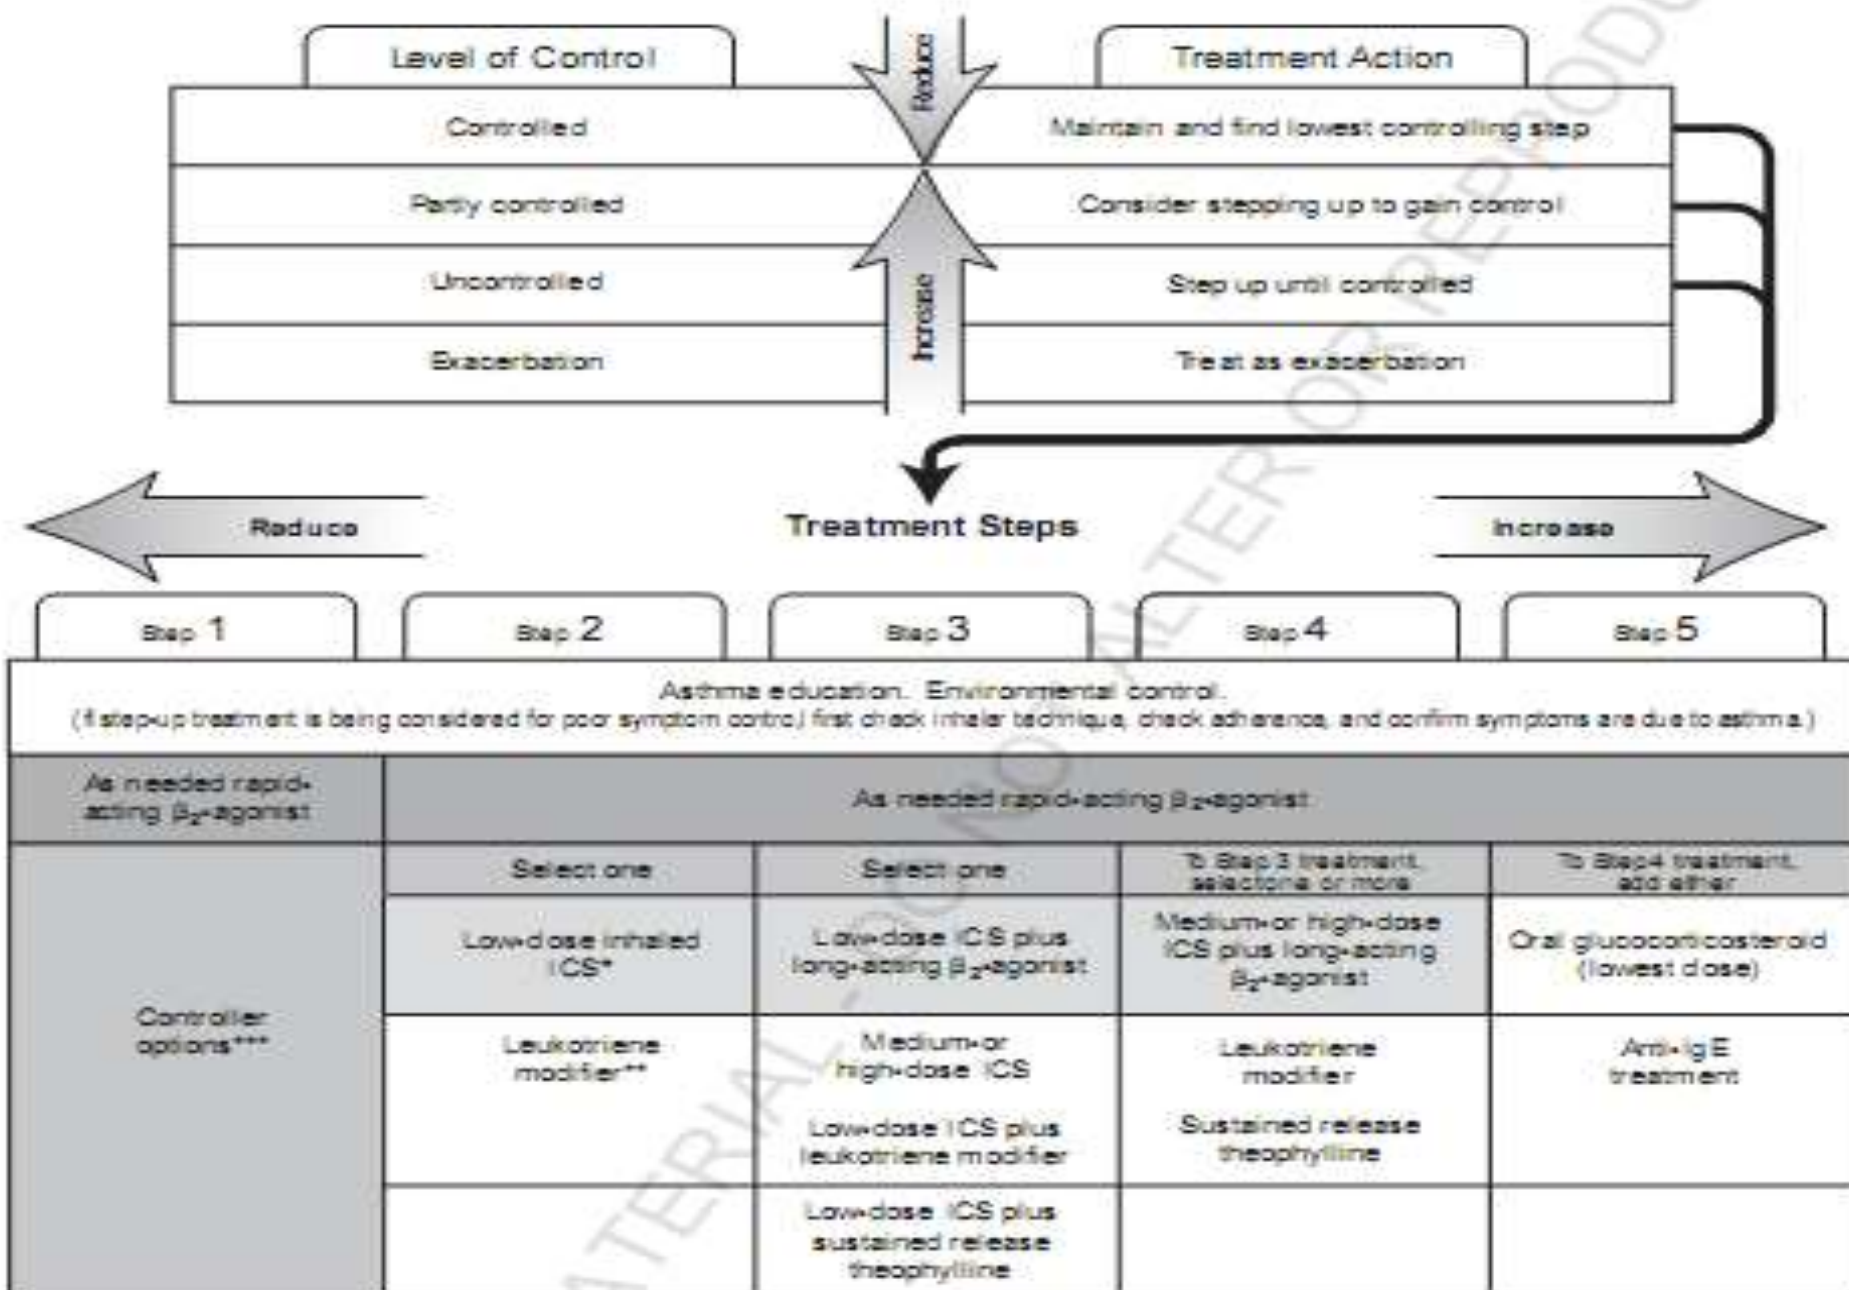 Level of Control
Reduce
Treatment Action
Controlled
Maintain and find lowest controlling step
Partly controlled
Consider stepping up to gain control
Uncontrolled
Increase
Step up until controlled
Exacerbation
Treat as exacerbation
Reduce
Treatment Steps
Increase
Step 1
Step 2
Step 3
Step 4
Step 5
Asthma education. Environmental control.
(If step-up treatment is being considered for poor symptom control, first check inhaler technique, check adherence, and confirm symptoms are due to asthma.)
As needed rapid-
acting β₂-agonist
As needed rapid-acting β₂-agonist
Controller
options***
Select one
Select one
To Step 3 treatment,
select one or more
To Step 4 treatment,
add either
Low-dose inhaled
ICS*
Low-dose ICS plus
long-acting β₂-agonist
Medium-or high-dose
ICS plus long-acting
β₂-agonist
Oral glucocorticosteroid
(lowest dose)
Leukotriene
modifier**
Medium-or
high-dose ICS
Leukotriene
modifier
Anti-IgE
treatment
Low-dose ICS plus
leukotriene modifier
Sustained release
theophylline
Low-dose ICS plus
sustained release
theophylline
ATERIAL - DO NOT ALTER OR REPRODU